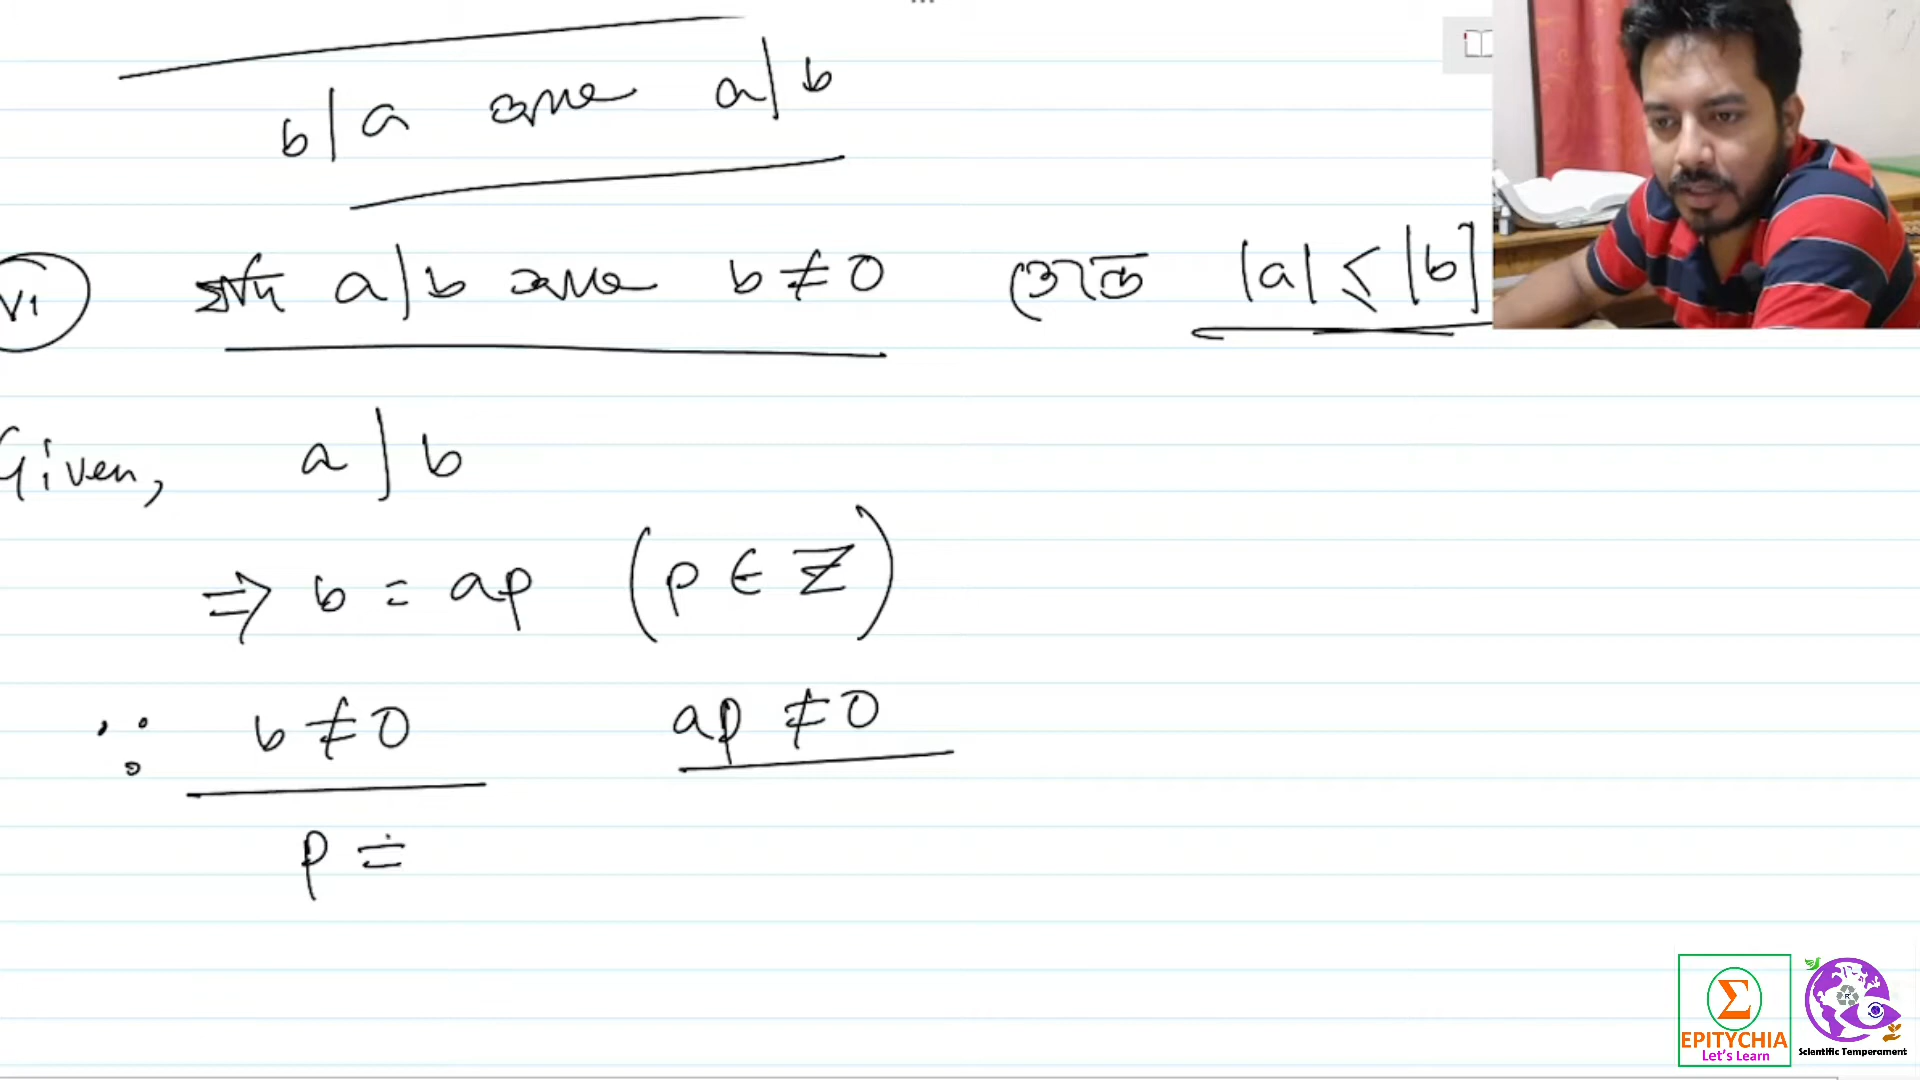 b|a এবং a|b
vi যদি a|b এবং b ≠ 0 তবে |a| ≤ |b|
Given, a|b
⇒ b = ap (p ∈ Z)
∵ b ≠ 0 ap ≠ 0
p =
Σ
EPITYCHIA
Let's Learn
R
Scientific Temperament